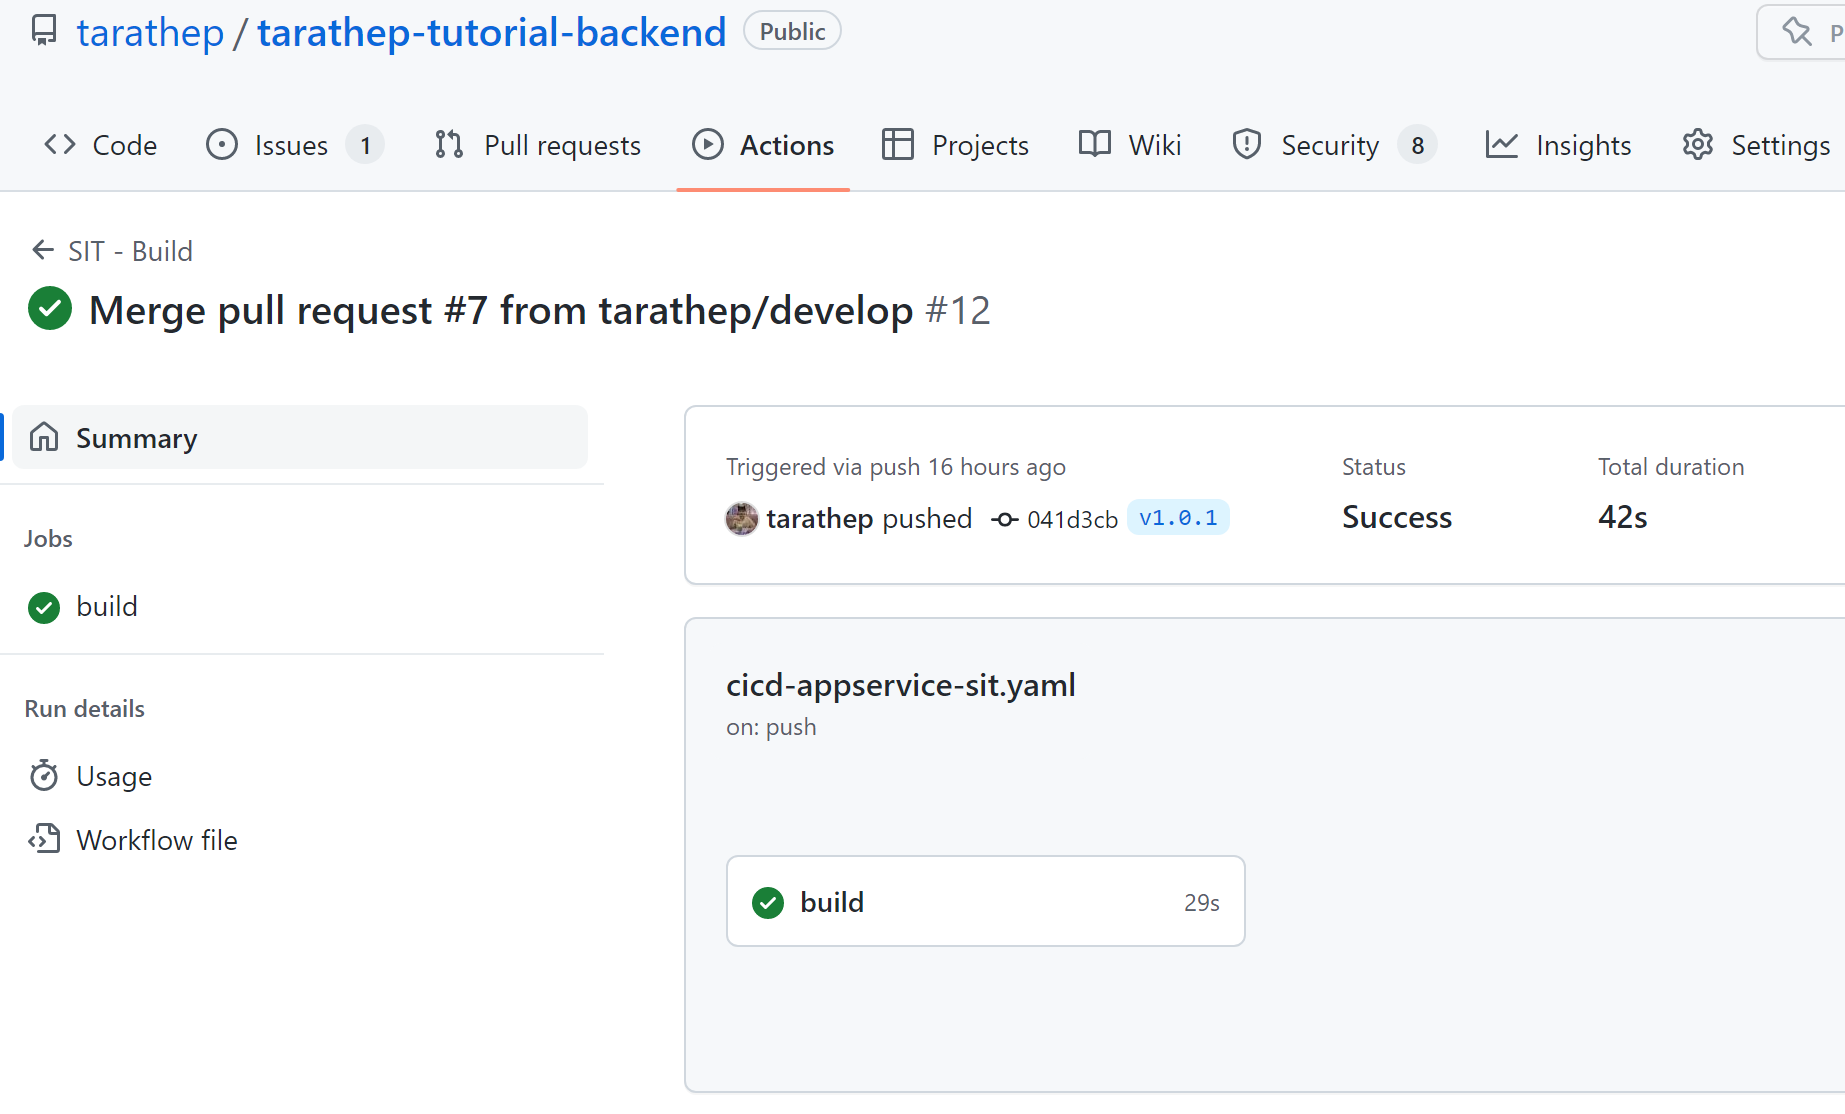 tarathep / tarathep-tutorial-backend Public P
Code Issues 1 Pull requests Actions Projects Wiki Security 8 Insights Settings
SIT - Build
Merge pull request #7 from tarathep/develop #12
Summary
Jobs
build
Run details
Usage
Workflow file
Triggered via push 16 hours ago
tarathep pushed 041d3cb v1.0.1
Status
Success
Total duration
42s
cicd-appservice-sit.yaml
on: push
build 29s